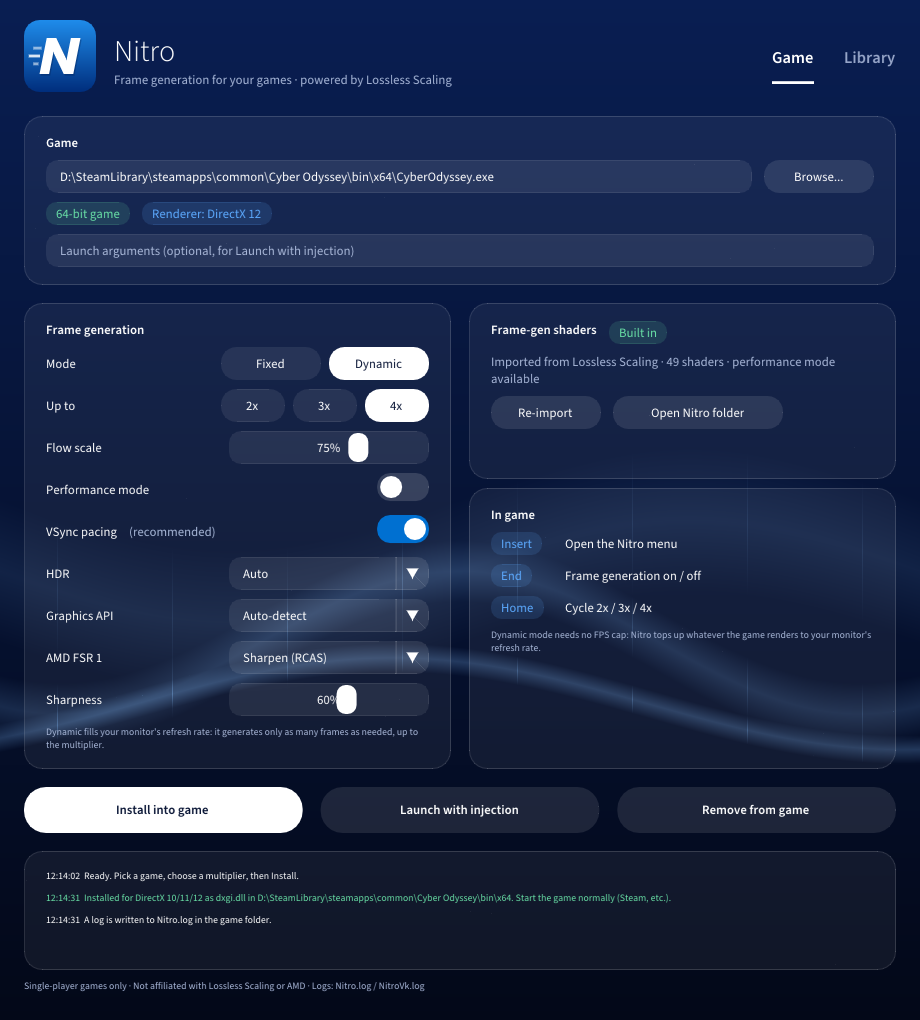 N
Nitro
Frame generation for your games · powered by Lossless Scaling
Game
Library
Game
D:\SteamLibrary\steamapps\common\Cyber Odyssey\bin\x64\CyberOdyssey.exe
Browse...
64-bit game
Renderer: DirectX 12
Launch arguments (optional, for Launch with injection)
Frame generation
Mode
Fixed
Dynamic
Up to
2x
3x
4x
Flow scale
75%
Performance mode
VSync pacing (recommended)
HDR
Auto
Graphics API
Auto-detect
AMD FSR 1
Sharpen (RCAS)
Sharpness
60%
Dynamic fills your monitor's refresh rate: it generates only as many frames as needed, up to
the multiplier.
Frame-gen shaders
Built in
Imported from Lossless Scaling · 49 shaders · performance mode
available
Re-import
Open Nitro folder
In game
Insert
Open the Nitro menu
End
Frame generation on / off
Home
Cycle 2x / 3x / 4x
Dynamic mode needs no FPS cap: Nitro tops up whatever the game renders to your monitor's
refresh rate.
Install into game
Launch with injection
Remove from game
12:14:02 Ready. Pick a game, choose a multiplier, then Install.
12:14:31 Installed for DirectX 10/11/12 as dxgi.dll in D:\SteamLibrary\steamapps\common\Cyber Odyssey\bin\x64. Start the game normally (Steam, etc.).
12:14:31 A log is written to Nitro.log in the game folder.
Single-player games only · Not affiliated with Lossless Scaling or AMD · Logs: Nitro.log / NitroVk.log